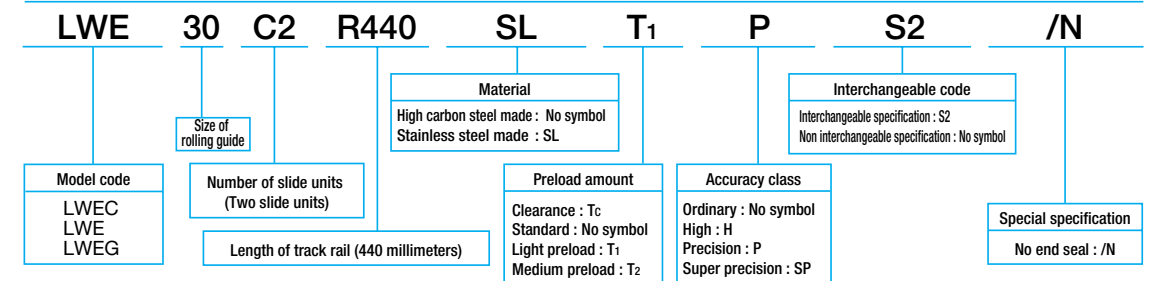 LWE 30 C2 R440 SL T1 P S2 /N
Material
High carbon steel made : No symbol
Stainless steel made : SL
Interchangeable code
Interchangeable specification : S2
Non interchangeable specification : No symbol
Size of
rolling guide
Model code
LWEC
LWE
LWEG
Number of slide units
(Two slide units)
Length of track rail (440 millimeters)
Preload amount
Clearance : Tc
Standard : No symbol
Light preload : T1
Medium preload : T2
Accuracy class
Ordinary : No symbol
High : H
Precision : P
Super precision : SP
Special specification
No end seal : /N